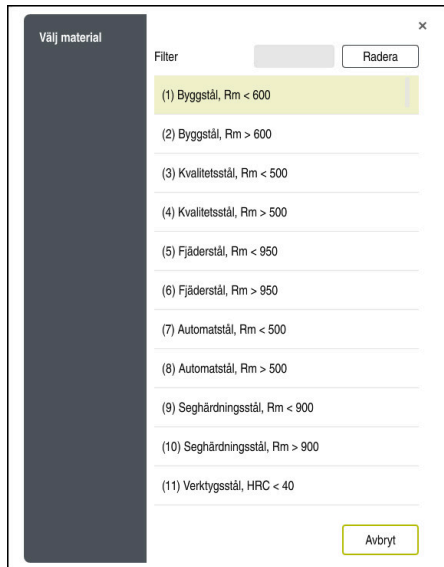 Välj material
×
Filter
Radera
(1) Byggstål, Rm < 600
(2) Byggstål, Rm > 600
(3) Kvalitetsstål, Rm < 500
(4) Kvalitetsstål, Rm > 500
(5) Fjäderstål, Rm < 950
(6) Fjäderstål, Rm > 950
(7) Automatstål, Rm < 500
(8) Automatstål, Rm > 500
(9) Seghärdningsstål, Rm < 900
(10) Seghärdningsstål, Rm > 900
(11) Verktygsstål, HRC < 40
Avbryt